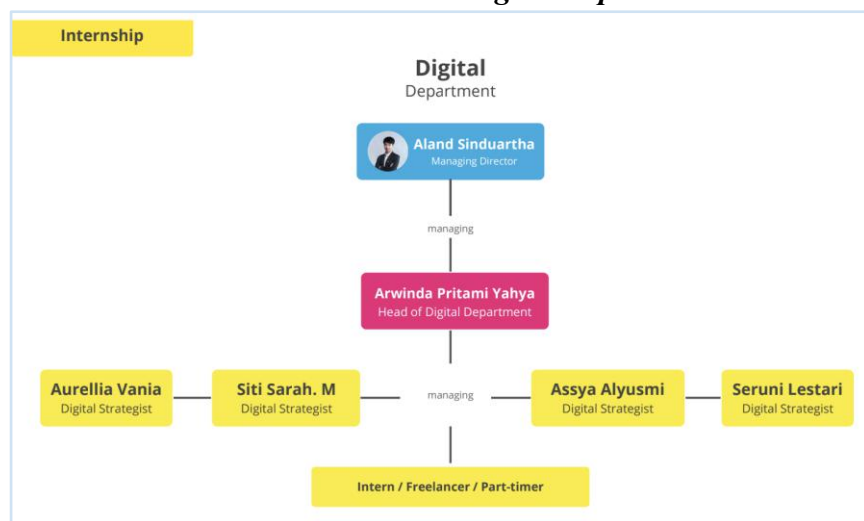 Internship
Digital
Department
Aland Sinduartha
Managing Director
managing
Arwinda Pritami Yahya
Head of Digital Department
Aurellia Vania
Digital Strategist
Siti Sarah. M
Digital Strategist
managing
Assya Alyusmi
Digital Strategist
Seruni Lestari
Digital Strategist
Intern / Freelancer / Part-timer